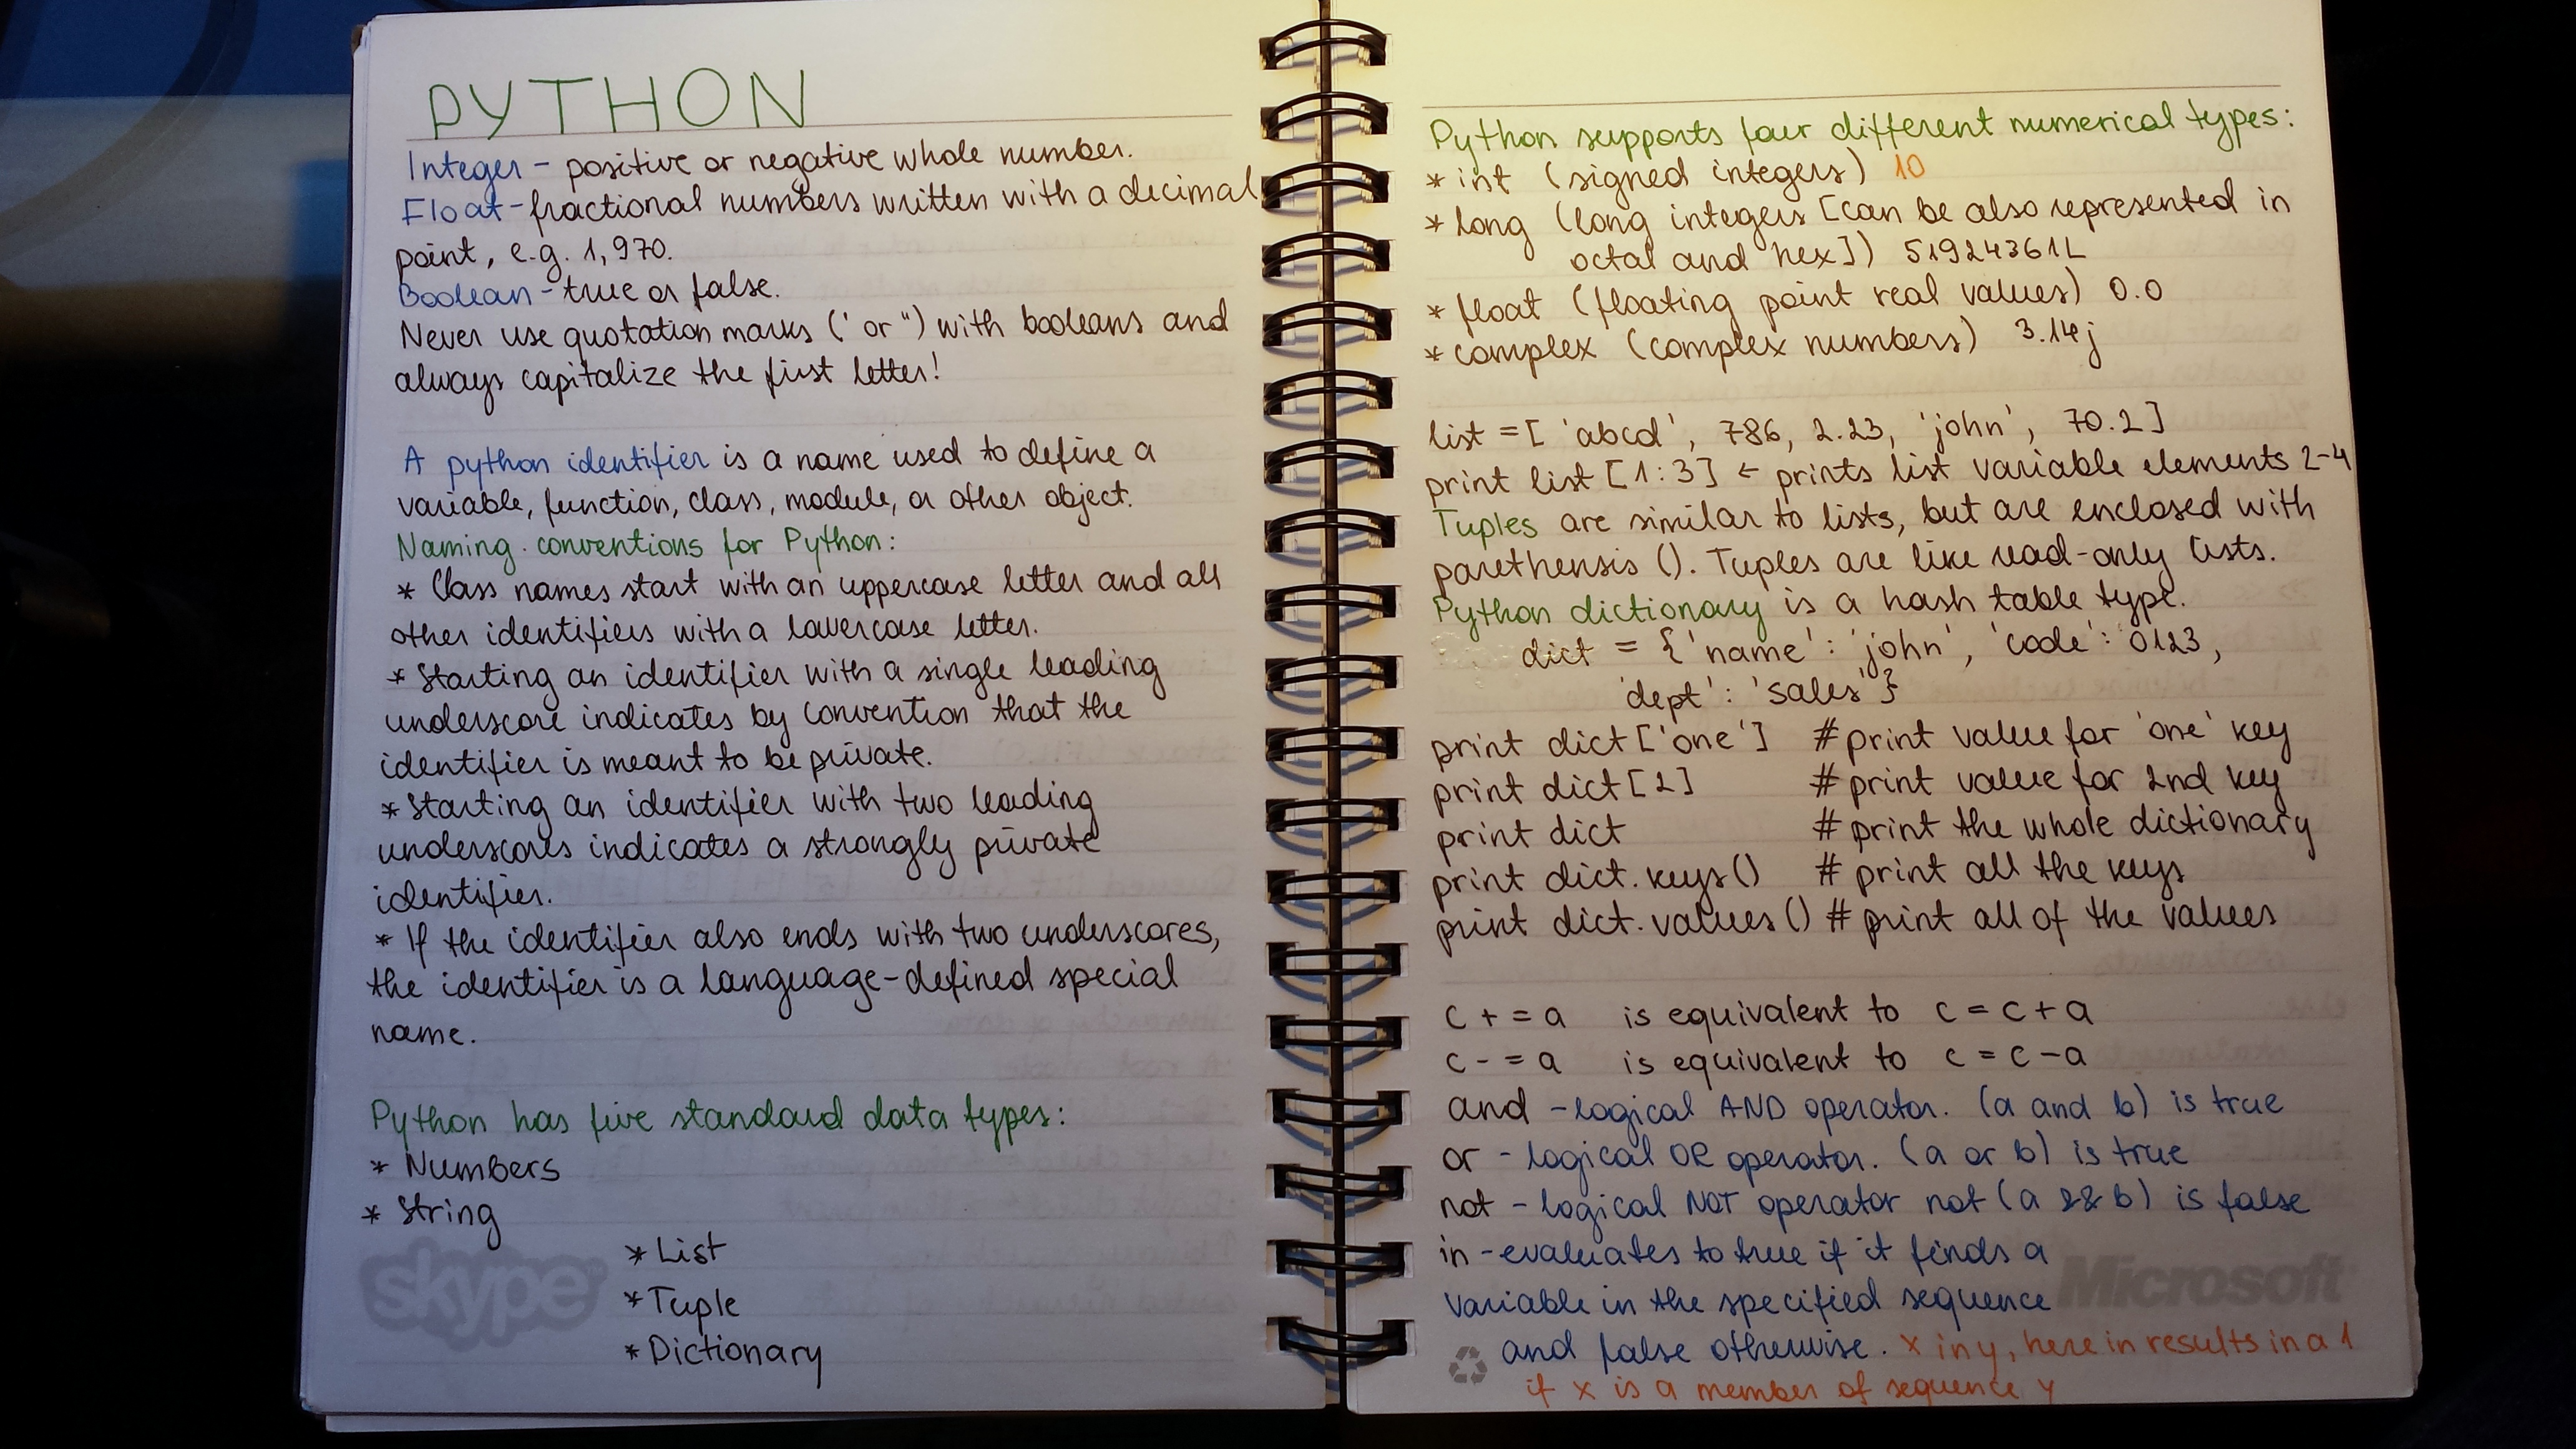 PYTHON
Integer - positive or negative whole number.
Float - fractional numbers written with a decimal
point, e.g. 1,970.
Boolean - true or false.
Never use quotation marks (' or ") with booleans and
always capitalize the first letter!
A python identifier is a name used to define a
variable, function, class, module, or other object.
Naming conventions for Python:
* Class names start with an uppercase letter and all
other identifiers with a lowercase letter.
* Starting an identifier with a single leading
underscore indicates by convention that the
identifier is meant to be private.
* Starting an identifier with two leading
underscores indicates a strongly private
identifier.
* If the identifier also ends with two underscores,
the identifier is a language-defined special
name.
Python has five standard data types:
* Numbers
* String
* List
* Tuple
* Dictionary
skype
Python supports four different numerical types:
* int (signed integers) 10
* long (long integers [can be also represented in
octal and hex]) 51924361L
* float (floating point real values) 0.0
* complex (complex numbers) 3.14j
list = [ 'abcd', 786, 2.23, 'john', 70.2 ]
print list [1:3] ← prints list variable elements 2-4
Tuples are similar to lists, but are enclosed with
parethensis (). Tuples are like read-only lists.
Python dictionary is a hash table type.
dict = {'name': 'john', 'code': 0123,
'dept': 'sales'}
print dict ['one'] # print value for 'one' key
print dict [2] # print value for 2nd key
print dict # print the whole dictionary
print dict.keys() # print all the keys
print dict.values() # print all of the values
c += a is equivalent to c = c + a
c -= a is equivalent to c = c - a
and - logical AND operator. (a and b) is true
or - logical OR operator. (a or b) is true
not - logical NOT operator not (a && b) is false
in - evaluates to true if it finds a
variable in the specified sequence
Microsoft
and false otherwise. x in y, here in results in a 1
if x is a member of sequence y